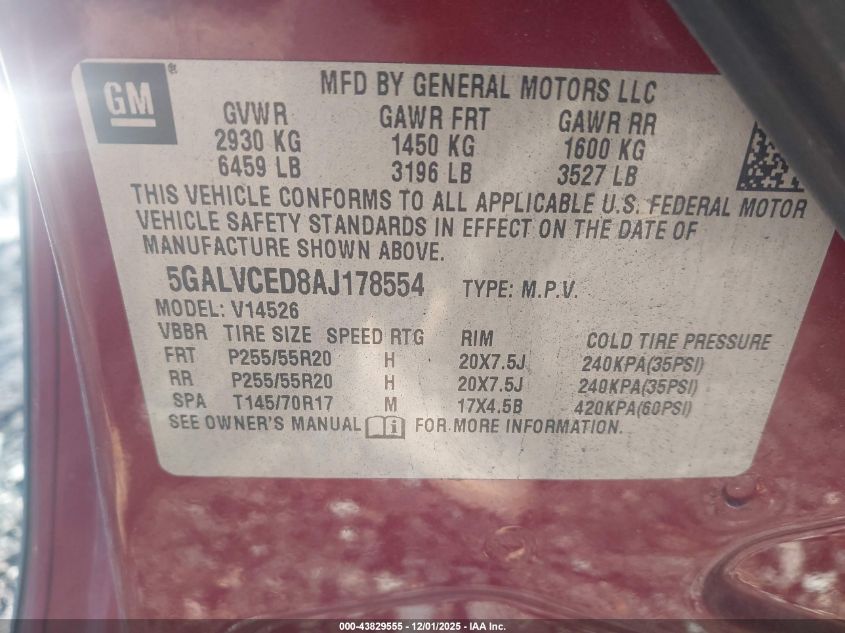 GM®
MFD BY GENERAL MOTORS LLC
GVWR GAWR FRT GAWR RR
2930 KG 1450 KG 1600 KG
6459 LB 3196 LB 3527 LB
THIS VEHICLE CONFORMS TO ALL APPLICABLE U.S. FEDERAL MOTOR
VEHICLE SAFETY STANDARDS IN EFFECT ON THE DATE OF
MANUFACTURE SHOWN ABOVE.
5GALVCED8AJ178554 TYPE: M.P.V.
MODEL: V14526
VBBR TIRE SIZE SPEED RTG RIM COLD TIRE PRESSURE
FRT P255/55R20 H 20X7.5J 240KPA(35PSI)
RR P255/55R20 H 20X7.5J 240KPA(35PSI)
SPA T145/70R17 M 17X4.5B 420KPA(60PSI)
SEE OWNER'S MANUAL i FOR MORE INFORMATION.
000-43829555 - 12/01/2025 - IAA Inc.